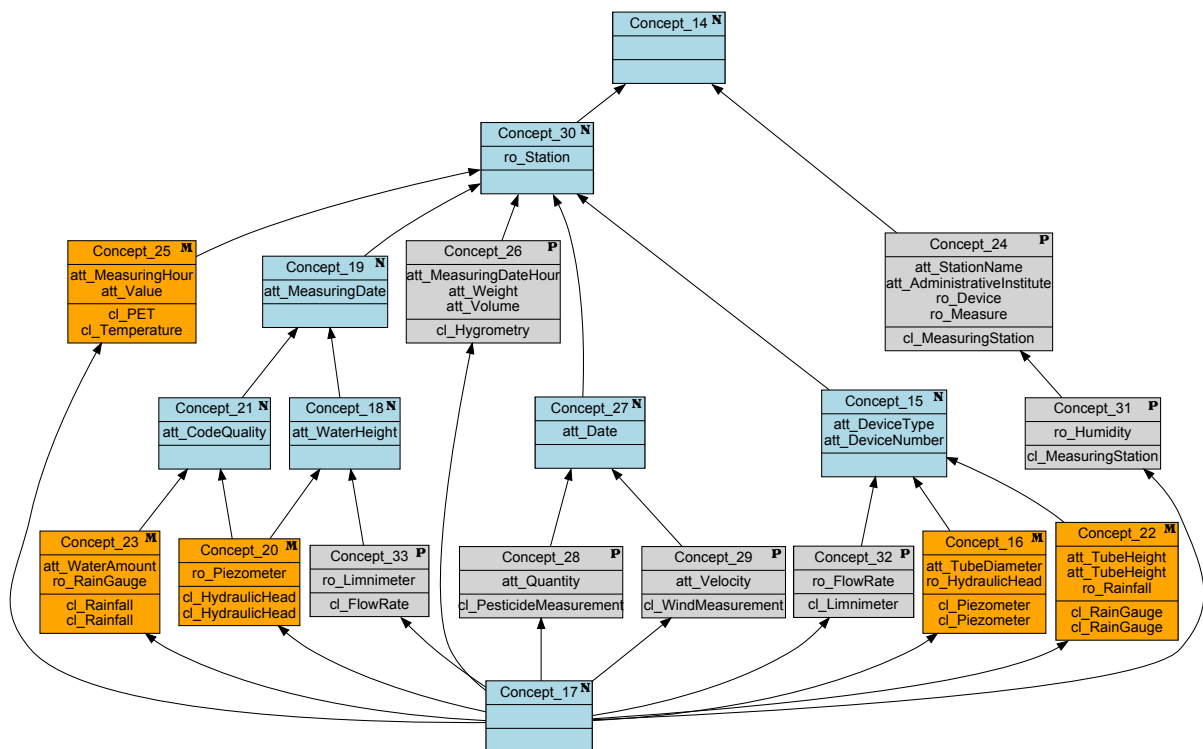 Concept_14 N
Concept_30 N
ro_Station
Concept_25 M
att_MeasuringHour
att_Value
cl_PET
cl_Temperature
Concept_19 N
att_MeasuringDate
Concept_26 P
att_MeasuringDateHour
att_Weight
att_Volume
cl_Hygrometry
Concept_24 P
att_StationName
att_AdministrativeInstitute
ro_Device
ro_Measure
cl_MeasuringStation
Concept_21 N
att_CodeQuality
Concept_18 N
att_WaterHeight
Concept_27 N
att_Date
Concept_15 N
att_DeviceType
att_DeviceNumber
Concept_31 P
ro_Humidity
cl_MeasuringStation
Concept_23 M
att_WaterAmount
ro_RainGauge
cl_Rainfall
cl_Rainfall
Concept_20 M
ro_Piezometer
cl_HydraulicHead
cl_HydraulicHead
Concept_33 P
ro_Limnimeter
cl_FlowRate
Concept_28 P
att_Quantity
cl_PesticideMeasurement
Concept_29 P
att_Velocity
cl_WindMeasurement
Concept_32 P
ro_FlowRate
cl_Limnimeter
Concept_16 M
att_TubeDiameter
ro_HydraulicHead
cl_Piezometer
cl_Piezometer
Concept_22 M
att_TubeHeight
att_TubeHeight
ro_Rainfall
cl_RainGauge
cl_RainGauge
Concept_17 N